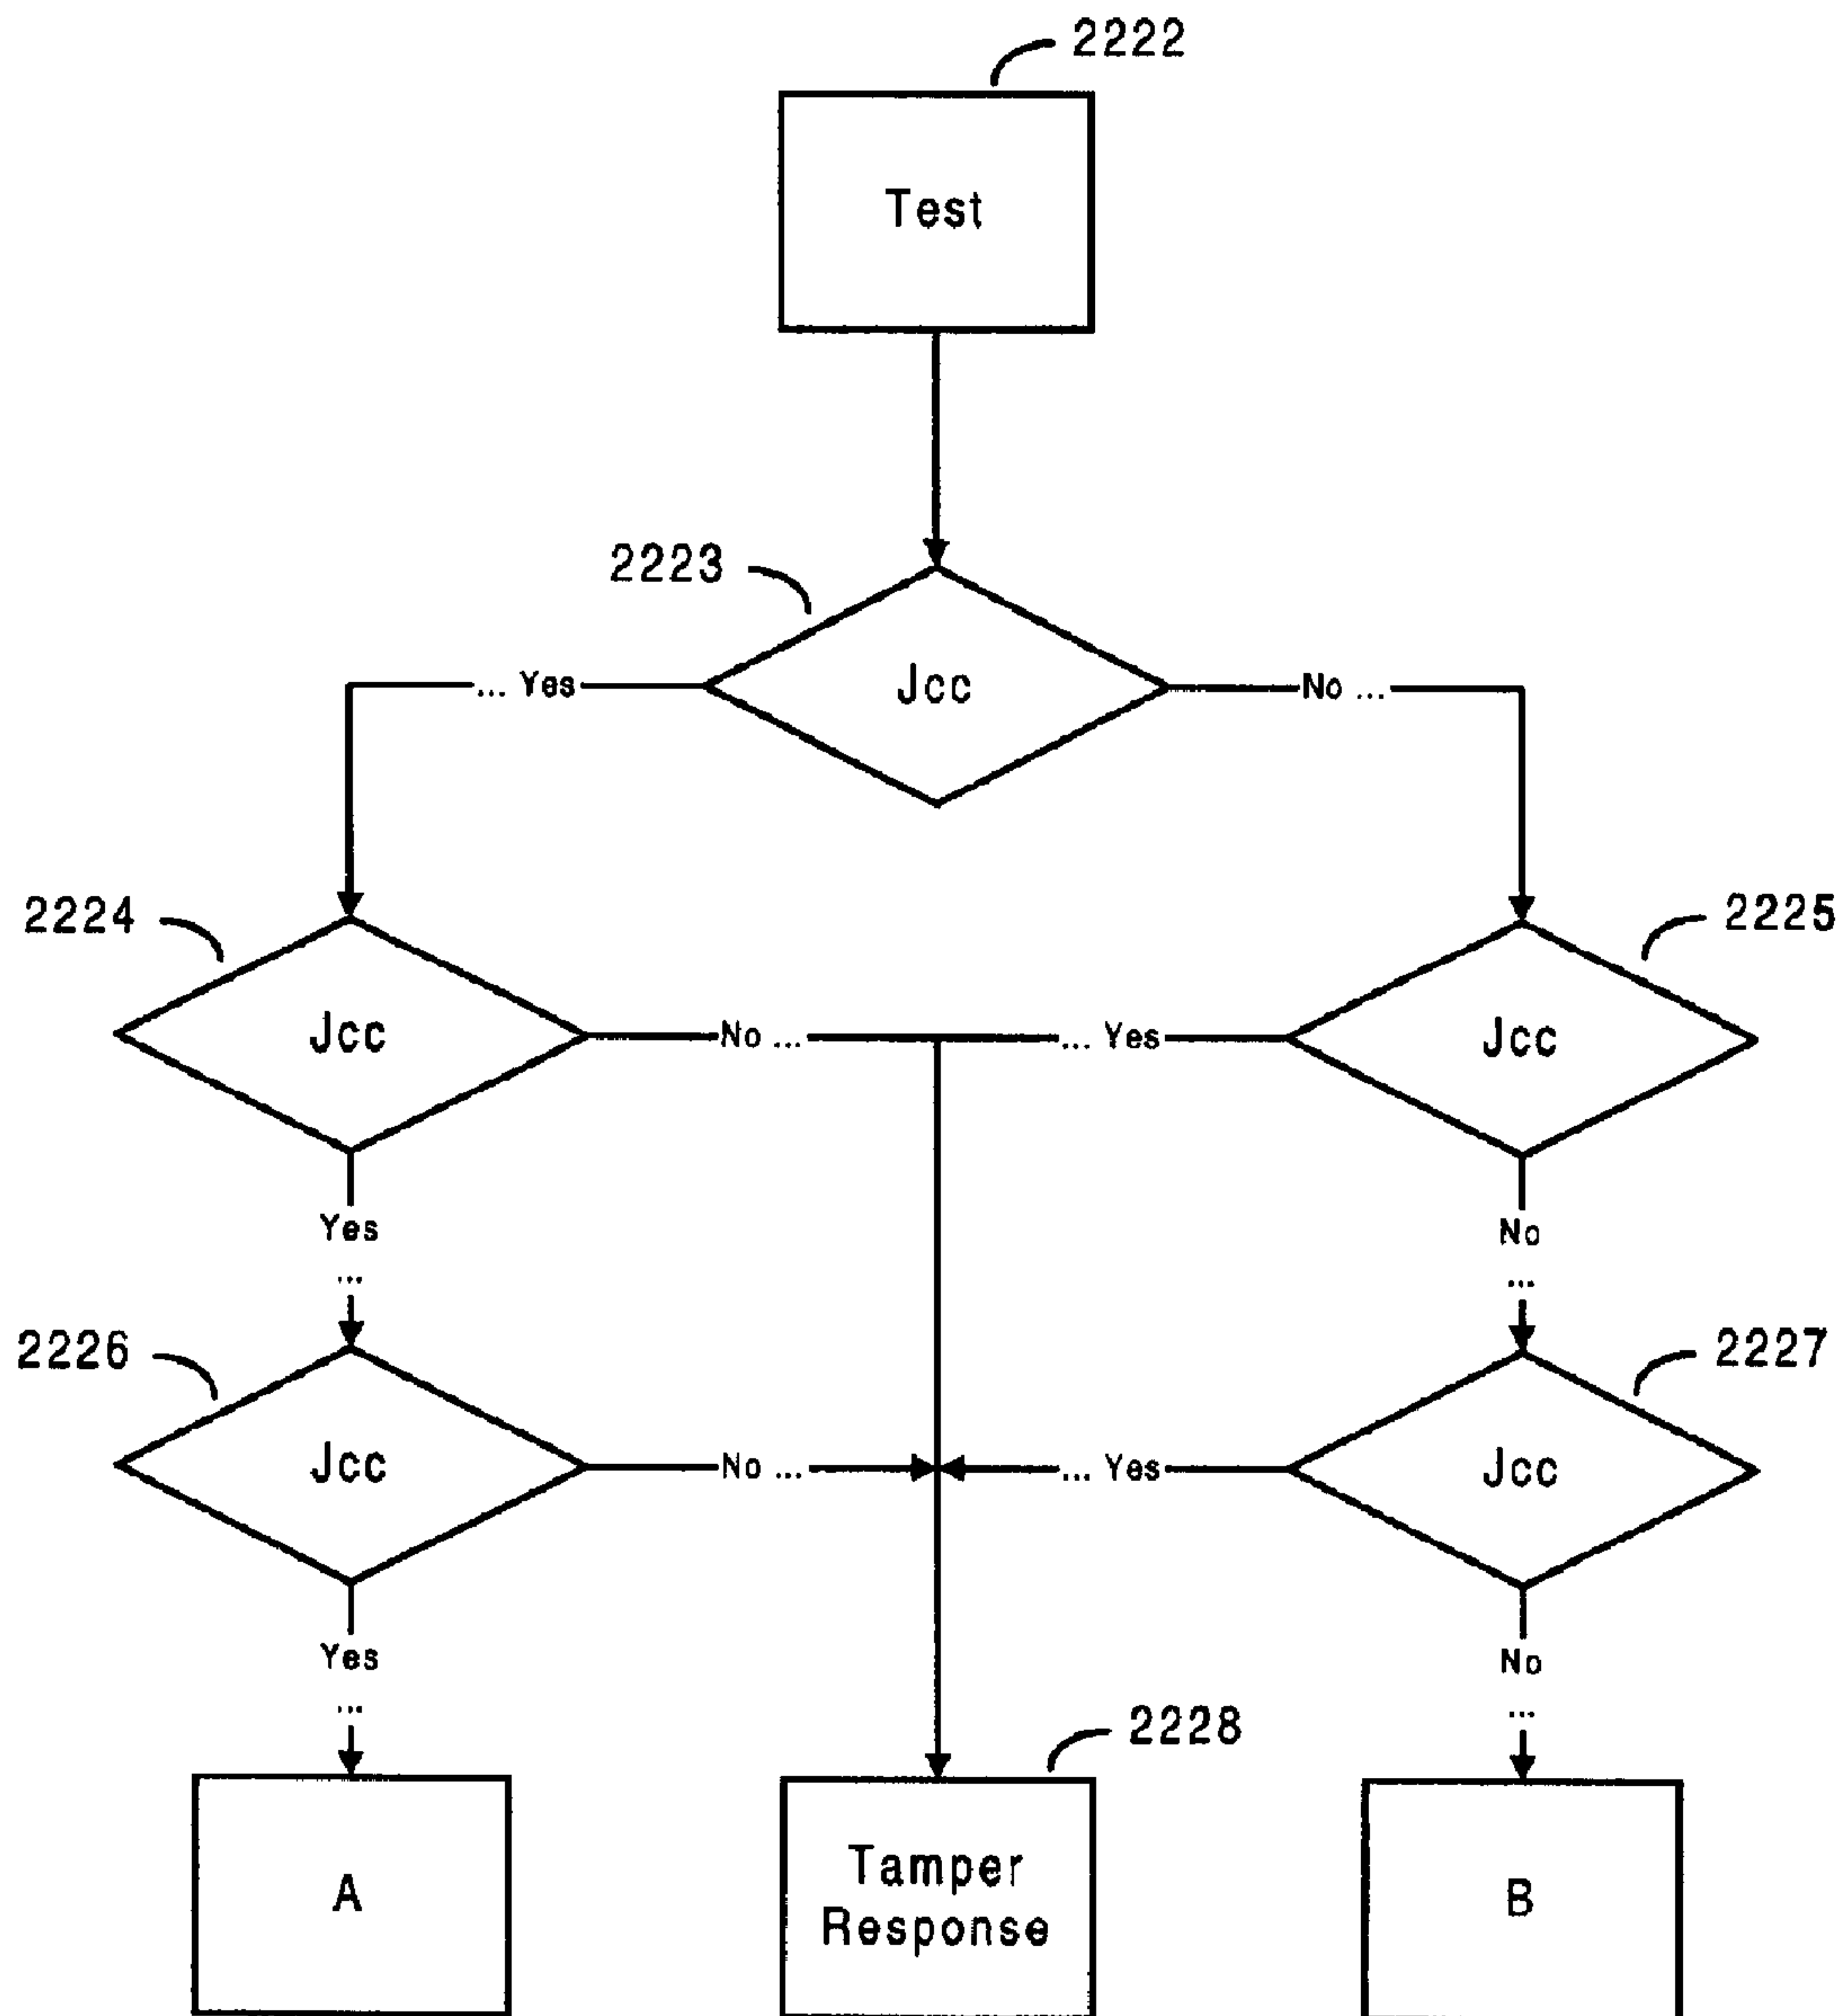 2222
Test
2223
Jcc
... Yes
No ...
2224
2225
Jcc
No ...
... Yes
Jcc
Yes
...
No
...
2226
2227
Jcc
No ...
... Yes
Jcc
Yes
...
No
...
2228
A
Tamper
Response
B